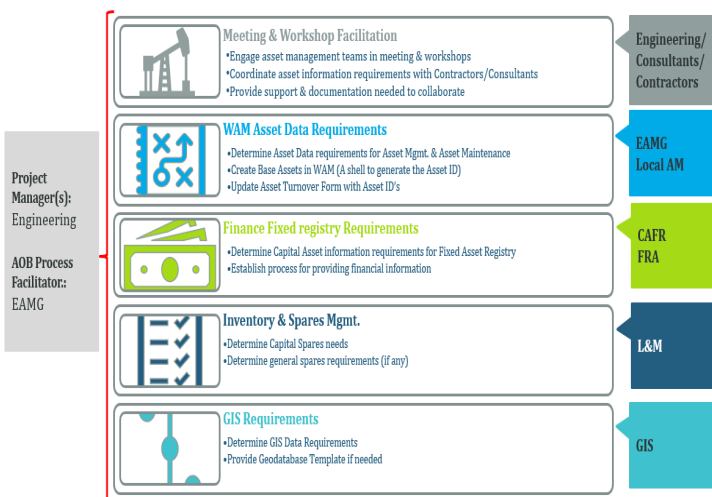 Project
Manager(s):
Engineering
AOB Process
Facilitator.:
EAMG
Meeting & Workshop Facilitation
•Engage asset management teams in meeting & workshops
•Coordinate asset information requirements with Contractors/Consultants
•Provide support & documentation needed to collaborate
Engineering/
Consultants/
Contractors
WAM Asset Data Requirements
•Determine Asset Data requirements for Asset Mgmt. & Asset Maintenance
•Create Base Assets in WAM (A shell to generate the Asset ID)
•Update Asset Turnover Form with Asset ID's
EAMG
Local AM
Finance Fixed registry Requirements
•Determine Capital Asset information requirements for Fixed Asset Registry
•Establish process for providing financial information
CAFR
FRA
Inventory & Spares Mgmt.
•Determine Capital Spares needs
•Determine general spares requirements (if any)
L&M
GIS Requirements
•Determine GIS Data Requirements
•Provide Geodatabase Template if needed
GIS